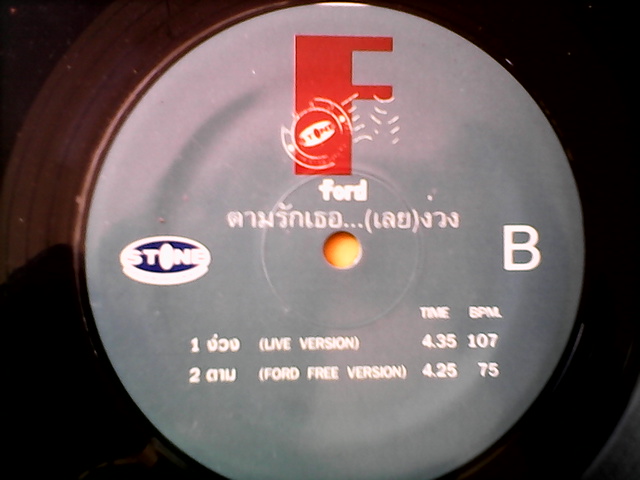 F
STONE
ford
ตามรักเธอ...(เลย)งวง
STONE
B
TIME BPM.
1 ง่วง (LIVE VERSION) 4.35 107
2 ตาม (FORD FREE VERSION) 4.25 75